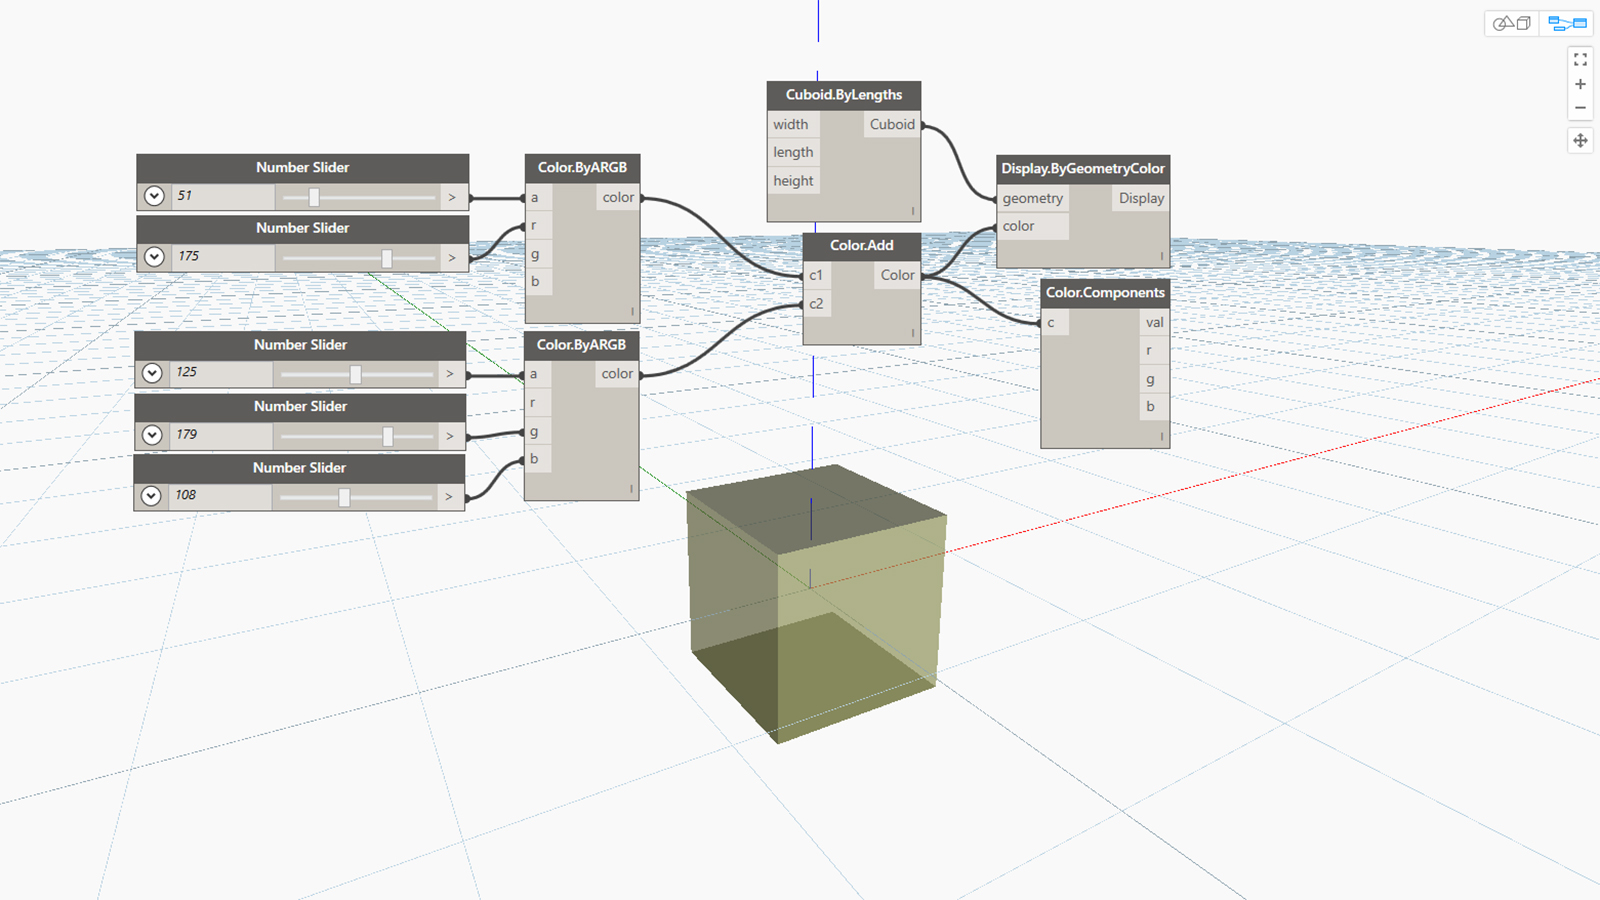 Number Slider
51 >
Number Slider
175 >
Color.ByARGB
a color
r
g
b
Number Slider
125 >
Number Slider
179 >
Number Slider
108 >
Color.ByARGB
a color
r
g
b
Cuboid.ByLengths
width Cuboid
length
height
Color.Add
c1 Color
c2
Display.ByGeometryColor
geometry Display
color
Color.Components
c val
r
g
b